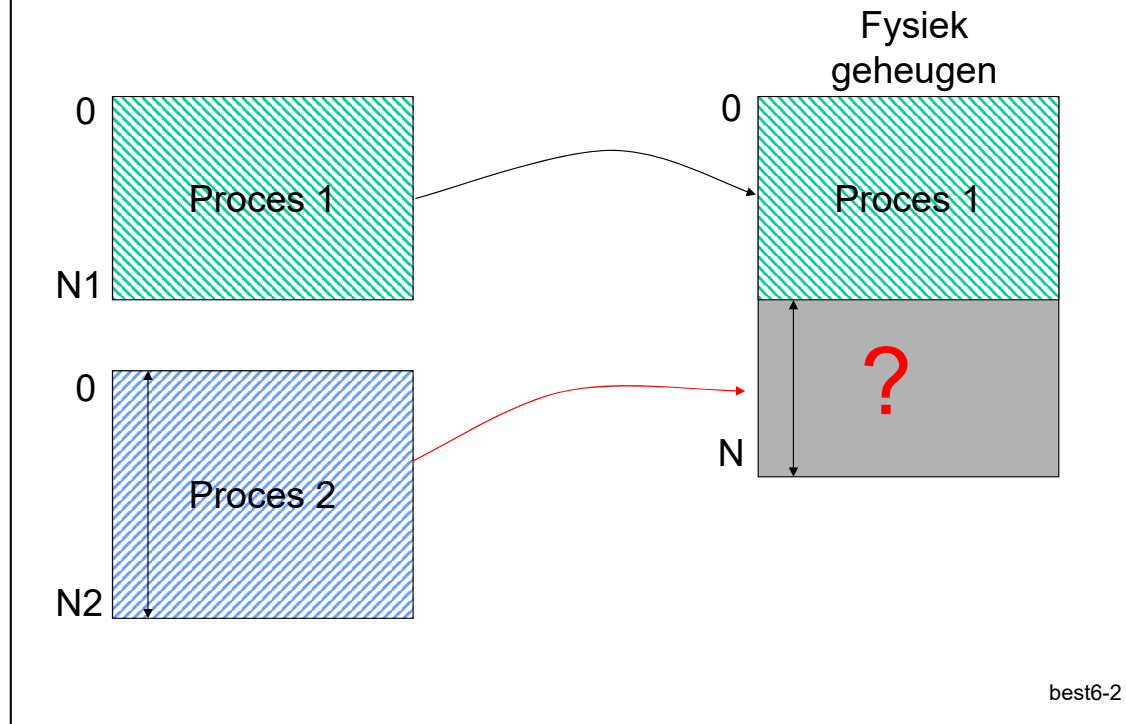 Fysiek
geheugen
0
Proces 1
N1
0
Proces 1
0
Proces 2
N2
?
N
best6-2